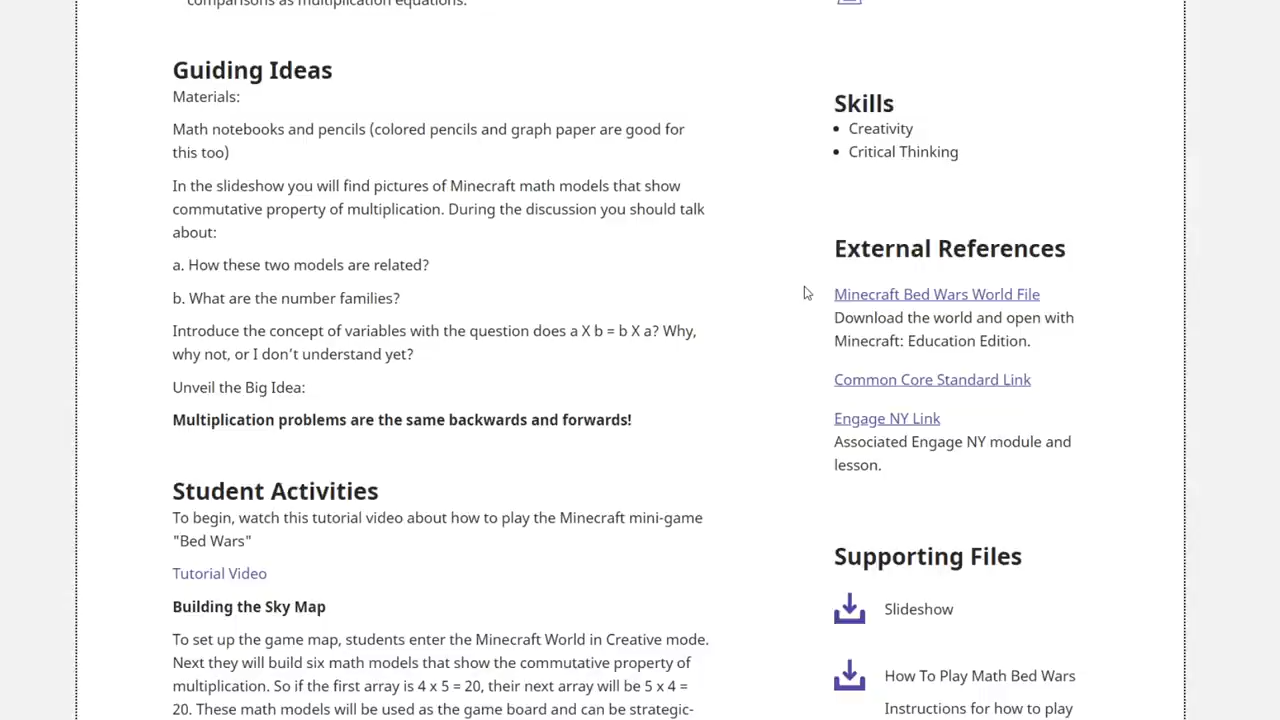 comparisons as multiplication equations.
Guiding Ideas
Materials:
Math notebooks and pencils (colored pencils and graph paper are good for
this too)
In the slideshow you will find pictures of Minecraft math models that show
commutative property of multiplication. During the discussion you should talk
about:
a. How these two models are related?
b. What are the number families?
Introduce the concept of variables with the question does a X b = b X a? Why,
why not, or I don’t understand yet?
Unveil the Big Idea:
Multiplication problems are the same backwards and forwards!
Student Activities
To begin, watch this tutorial video about how to play the Minecraft mini-game
"Bed Wars"
Tutorial Video
Building the Sky Map
To set up the game map, students enter the Minecraft World in Creative mode.
Next they will build six math models that show the commutative property of
multiplication. So if the first array is 4 x 5 = 20, their next array will be 5 x 4 =
20. These math models will be used as the game board and can be strategic-
Skills
• Creativity
• Critical Thinking
External References
Minecraft Bed Wars World File
Download the world and open with
Minecraft: Education Edition.
Common Core Standard Link
Engage NY Link
Associated Engage NY module and
lesson.
Supporting Files
Slideshow
How To Play Math Bed Wars
Instructions for how to play